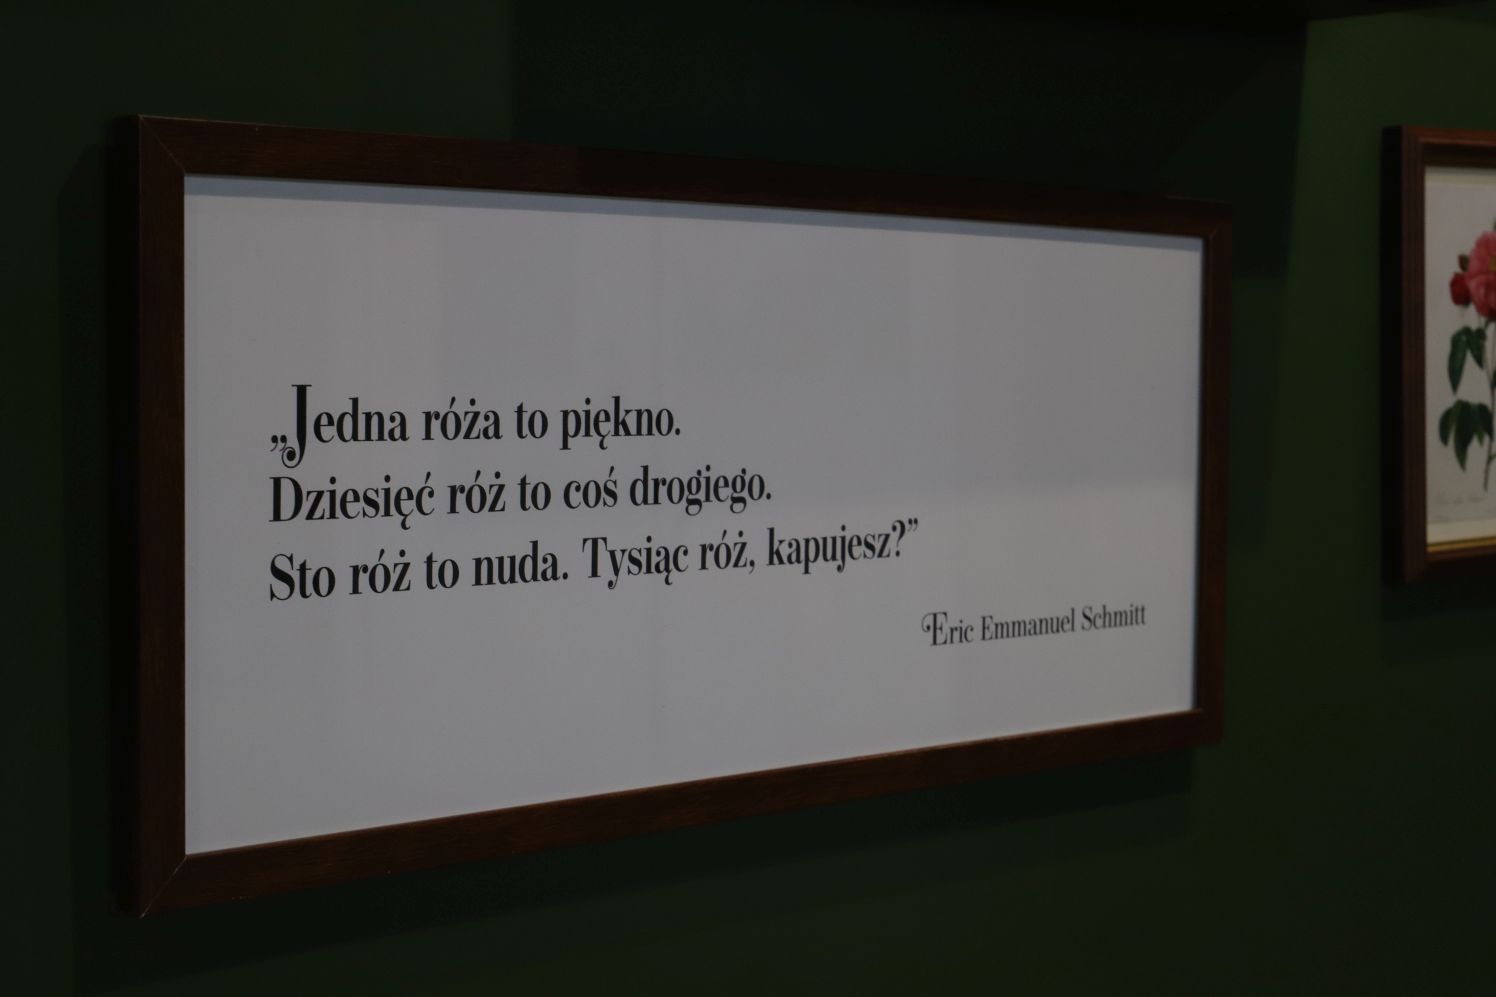 „Jedna róża to piękno.
Dziesięć róż to coś drogiego.
Sto róż to nuda. Tysiąc róż, kapujesz?”
Eric Emmanuel Schmitt